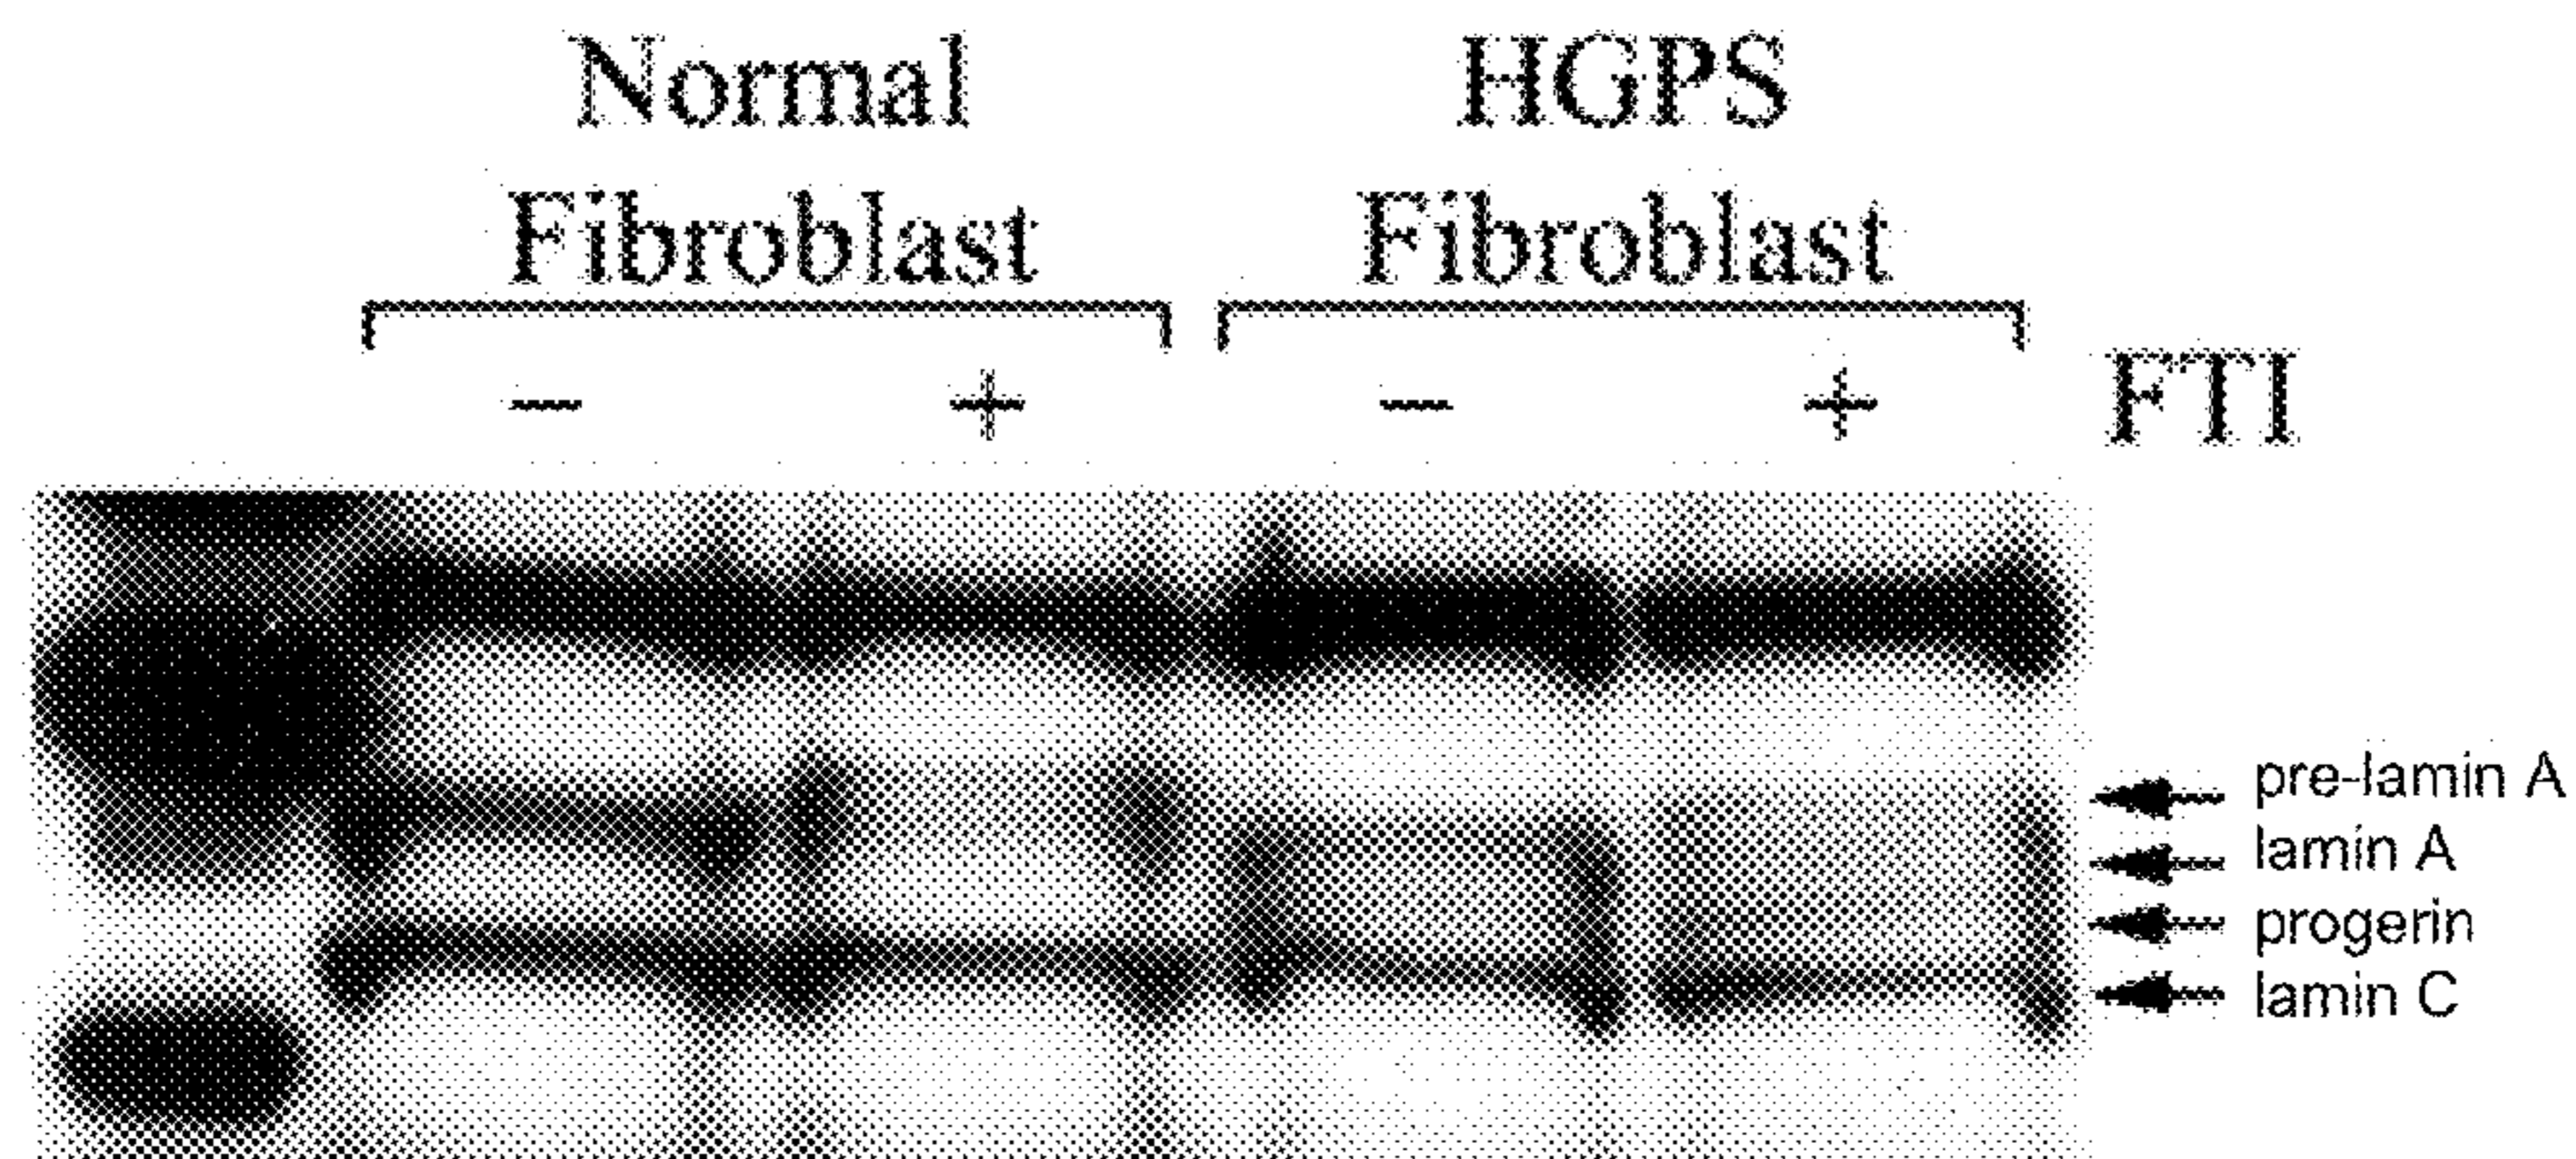 Normal HGPS
Fibroblast Fibroblast
– + – + FTI
pre-lamin A
lamin A
progerin
lamin C